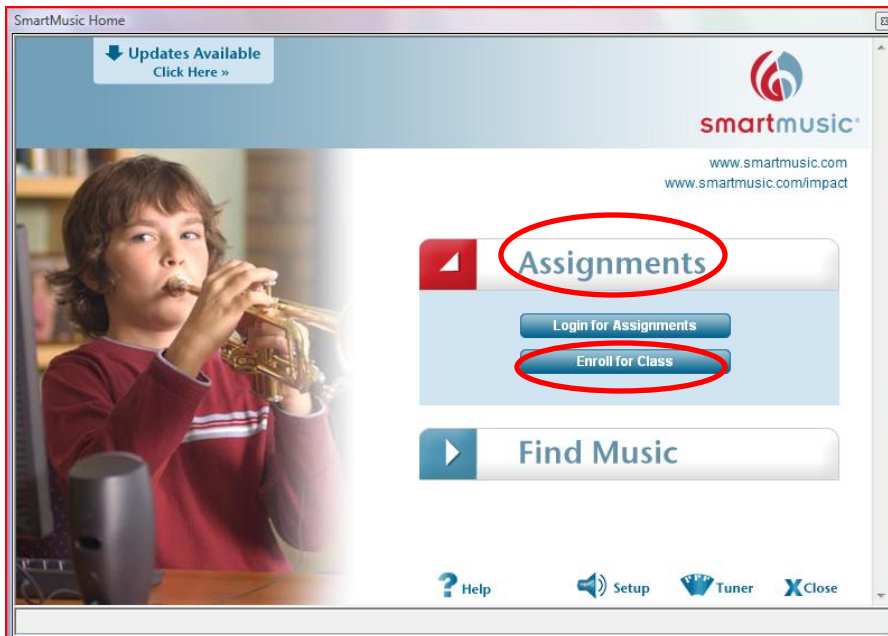 SmartMusic Home
Updates Available
Click Here »
smartmusic
www.smartmusic.com
www.smartmusic.com/impact
Assignments
Login for Assignments
Enroll for Class
Find Music
? Help
Setup
Tuner
X Close